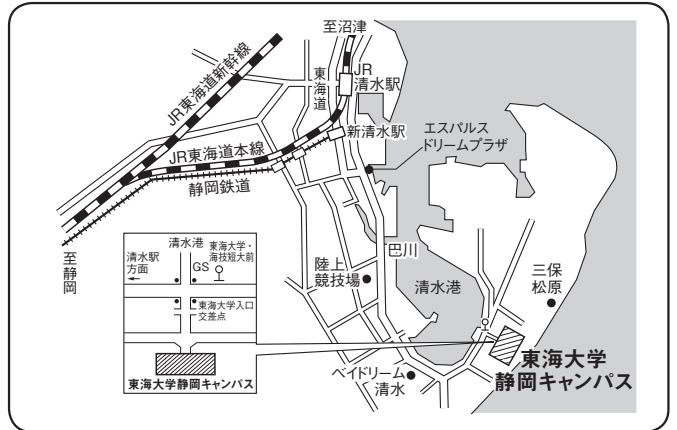 至沼津
JR東海道新幹線
東海道
JR
清水駅
新清水駅
エスパルス
ドリームプラザ
JR東海道本線
静岡鉄道
至静岡
巴川
陸上
競技場
清水港
三保
松原
東海大学
静岡キャンパス
ベイドリーム
清水
清水港
清水駅
方面
GS
東海大学・
海技短大前
東海大学入口
交差点
東海大学静岡キャンパス